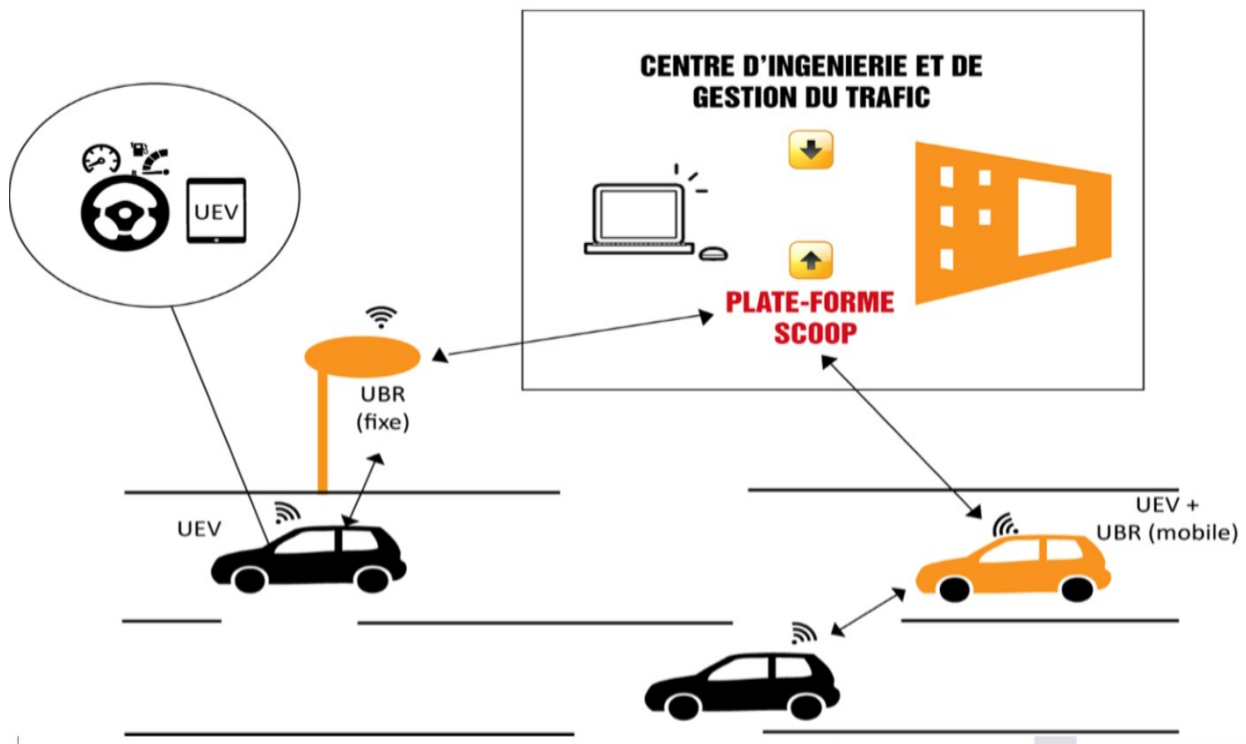 CENTRE D'INGENIERIE ET DE
GESTION DU TRAFIC
UEV
PLATE-FORME
SCOOP
UBR
(fixe)
UEV
UEV +
UBR (mobile)